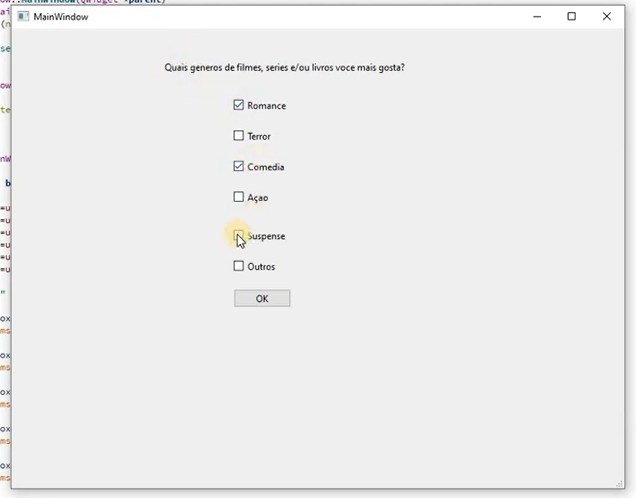 MainWindow
Quais generos de filmes, series e/ou livros voce mais gosta?
Romance
Terror
Comedia
Açao
Suspense
Outros
OK